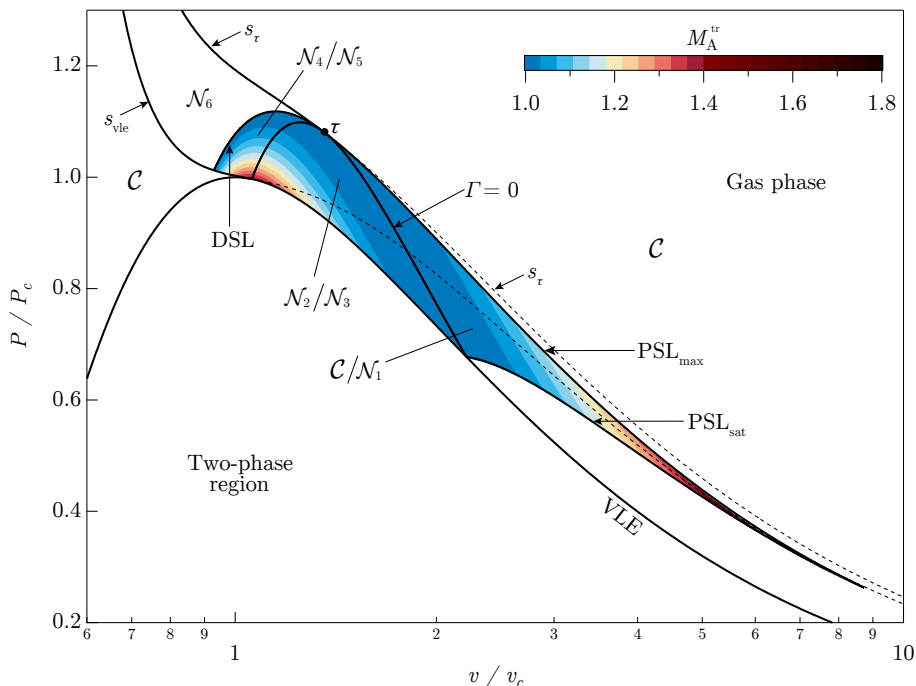 M_A^tr
1.0 1.2 1.4 1.6 1.8
s_τ
𝒩_4/𝒩_5
𝒩_6
s_vle
τ
𝒞
Gas phase
Γ = 0
DSL
𝒞
s_τ
𝒩_2/𝒩_3
PSL_max
𝒞/𝒩_1
PSL_sat
Two-phase
region
VLE
P / P_c
1.2
1.0
0.8
0.6
0.4
0.2
6 7 8 9 1 2 3 4 5 6 7 8 9 10
v / v_c